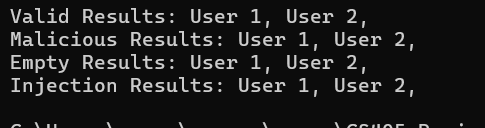 Valid Results: User 1, User 2,
Malicious Results: User 1, User 2,
Empty Results: User 1, User 2,
Injection Results: User 1, User 2,